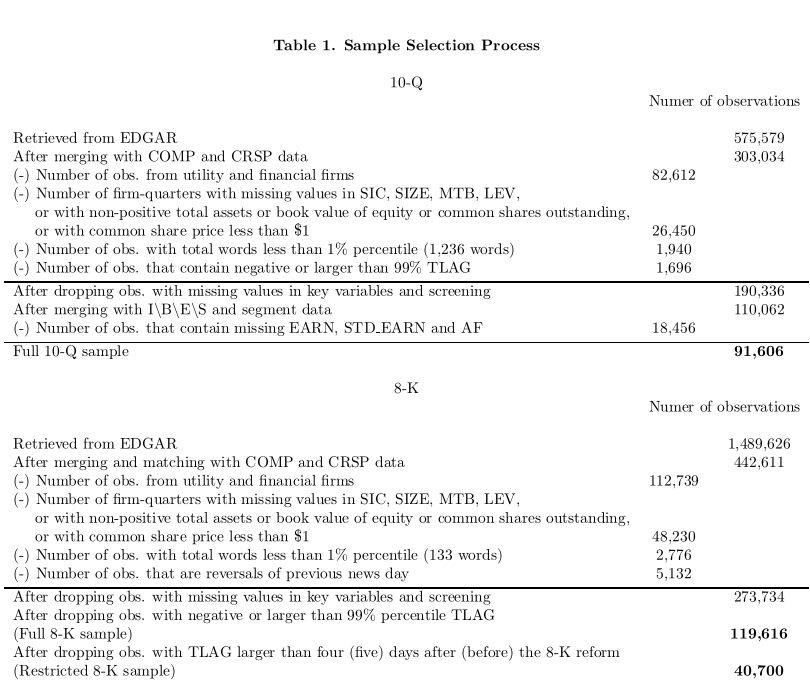 Table 1. Sample Selection Process
10-Q
Numer of observations
Retrieved from EDGAR 575,579
After merging with COMP and CRSP data 303,034
(-) Number of obs. from utility and financial firms 82,612
(-) Number of firm-quarters with missing values in SIC, SIZE, MTB, LEV,
or with non-positive total assets or book value of equity or common shares outstanding,
or with common share price less than $1 26,450
(-) Number of obs. with total words less than 1% percentile (1,236 words) 1,940
(-) Number of obs. that contain negative or larger than 99% TLAG 1,696
After dropping obs. with missing values in key variables and screening 190,336
After merging with I\B\E\S and segment data 110,062
(-) Number of obs. that contain missing EARN, STD_EARN and AF 18,456
Full 10-Q sample 91,606
8-K
Numer of observations
Retrieved from EDGAR 1,489,626
After merging and matching with COMP and CRSP data 442,611
(-) Number of obs. from utility and financial firms 112,739
(-) Number of firm-quarters with missing values in SIC, SIZE, MTB, LEV,
or with non-positive total assets or book value of equity or common shares outstanding,
or with common share price less than $1 48,230
(-) Number of obs. with total words less than 1% percentile (133 words) 2,776
(-) Number of obs. that are reversals of previous news day 5,132
After dropping obs. with missing values in key variables and screening 273,734
After dropping obs. with negative or larger than 99% percentile TLAG
(Full 8-K sample) 119,616
After dropping obs. with TLAG larger than four (five) days after (before) the 8-K reform
(Restricted 8-K sample) 40,700